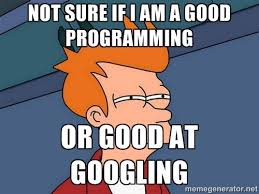 NOT SURE IF I AM A GOOD
PROGRAMMING
OR GOOD AT
GOOGLING
memegenerator.net